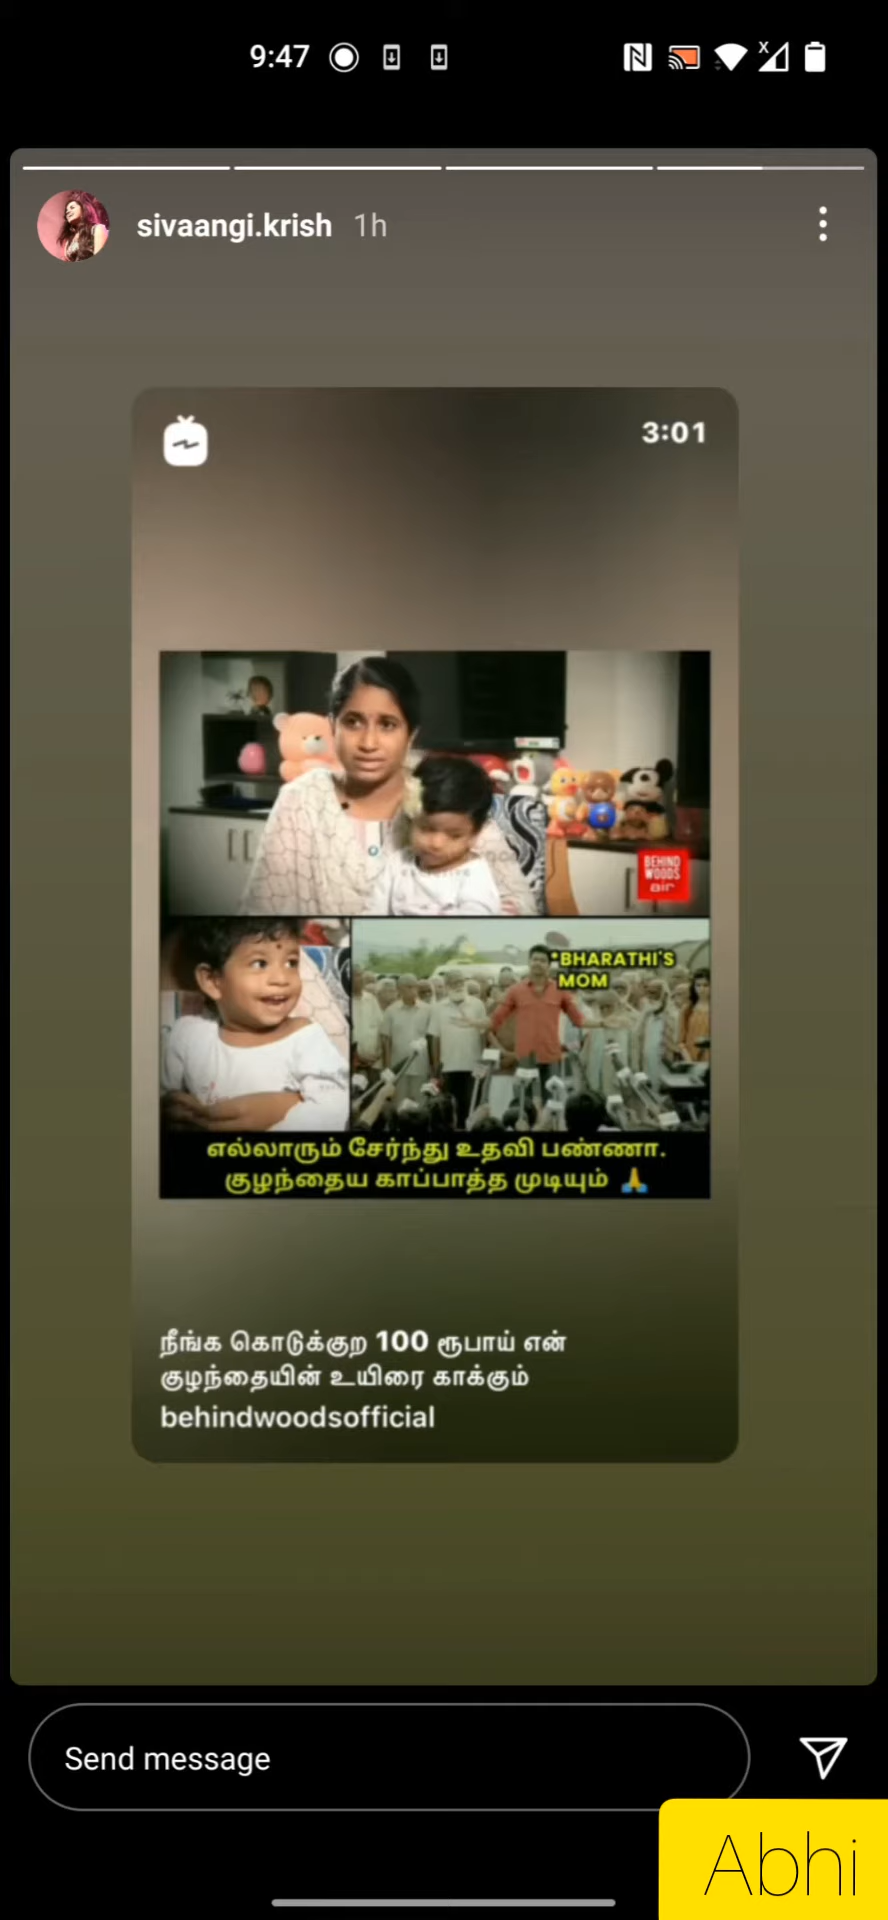 9:47
sivaangi.krish 1h
3:01
BEHIND
WOODS
air
*BHARATHI'S
MOM
எல்லாரும் சேர்ந்து உதவி பண்ணா.
குழந்தைய காப்பாத்த முடியும் 🙏
நீங்க கொடுக்குற 100 ரூபாய் என்
குழந்தையின் உயிரை காக்கும்
behindwoodsofficial
Send message
Abhi